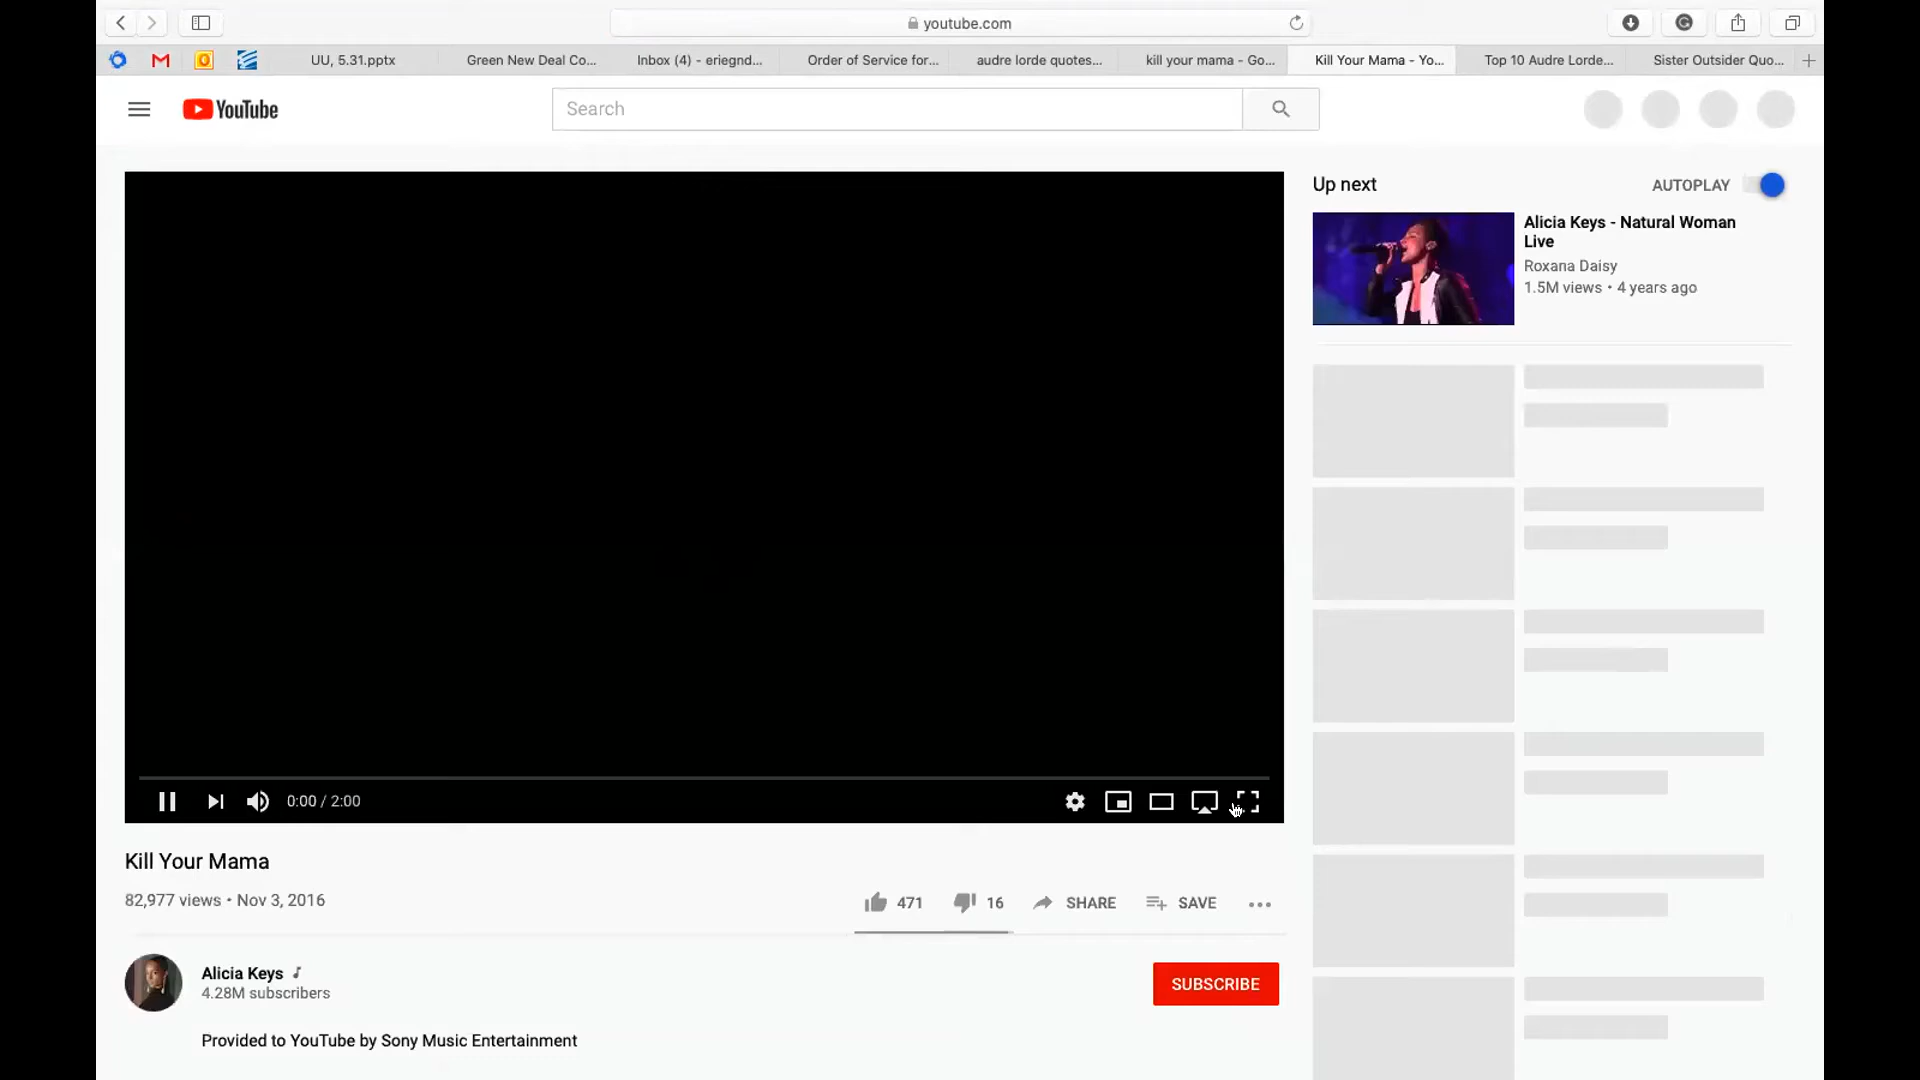 youtube.com
UU, 5.31.pptx
Green New Deal Co...
Inbox (4) - eriegnd...
Order of Service for...
audre lorde quotes...
kill your mama - Go...
Kill Your Mama - Yo...
Top 10 Audre Lorde...
Sister Outsider Quo...
YouTube
Search
Up next
AUTOPLAY
Alicia Keys - Natural Woman
Live
Roxana Daisy
1.5M views • 4 years ago
0:00 / 2:00
Kill Your Mama
82,977 views • Nov 3, 2016
471
16
SHARE
SAVE
Alicia Keys
4.28M subscribers
SUBSCRIBE
Provided to YouTube by Sony Music Entertainment